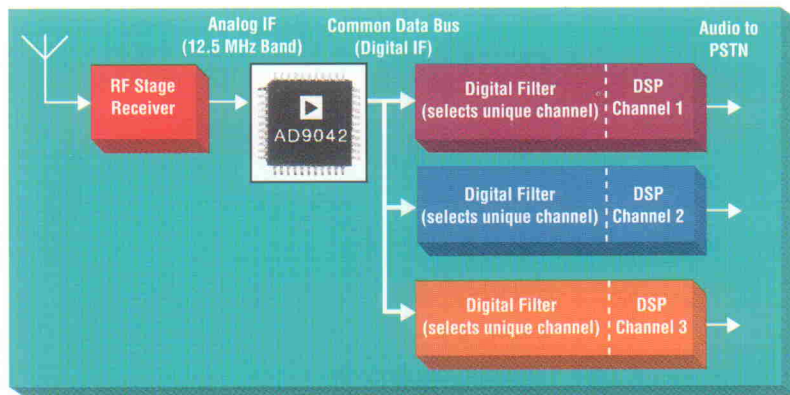 Analog IF
(12.5 MHz Band)
Common Data Bus
(Digital IF)
Audio to
PSTN
RF Stage
Receiver
AD9042
Digital Filter
(selects unique channel)
DSP
Channel 1
Digital Filter
(selects unique channel)
DSP
Channel 2
Digital Filter
(selects unique channel)
DSP
Channel 3